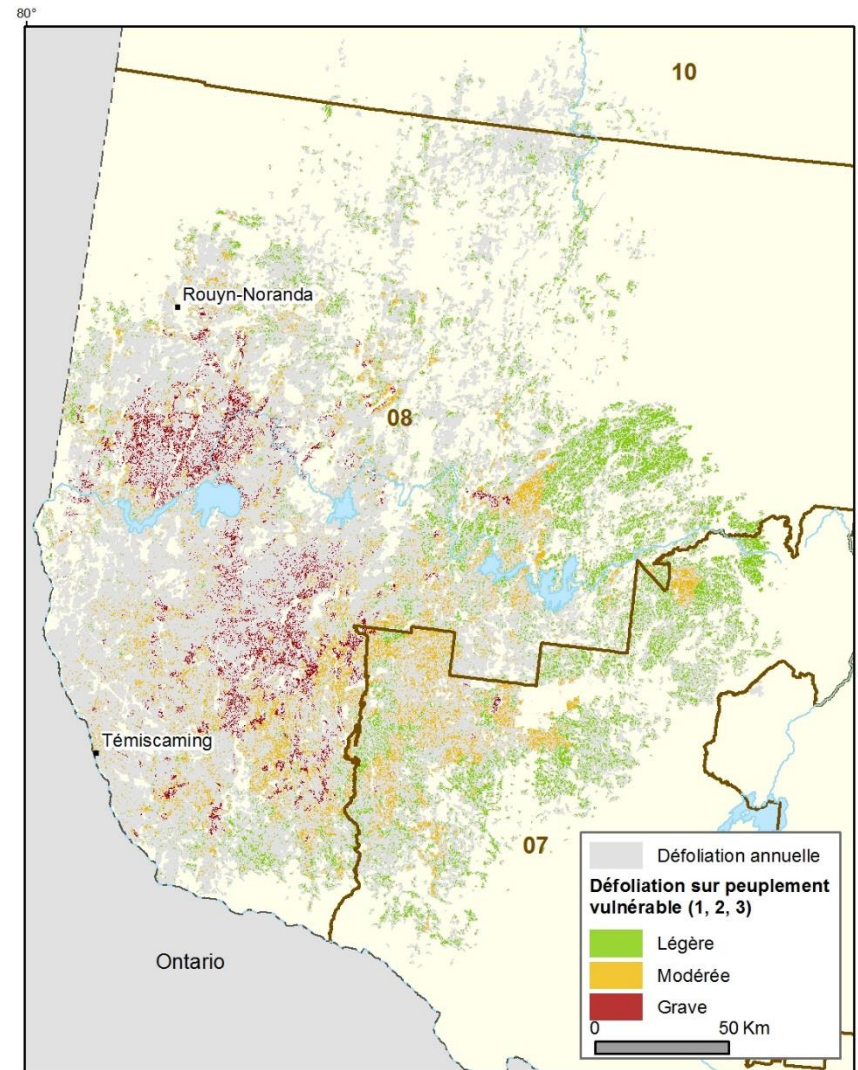 80°
10
Rouyn-Noranda
08
Témiscaming
07
Ontario
Défoliation annuelle
Défoliation sur peuplement
vulnérable (1, 2, 3)
Légère
Modérée
Grave
0 50 Km